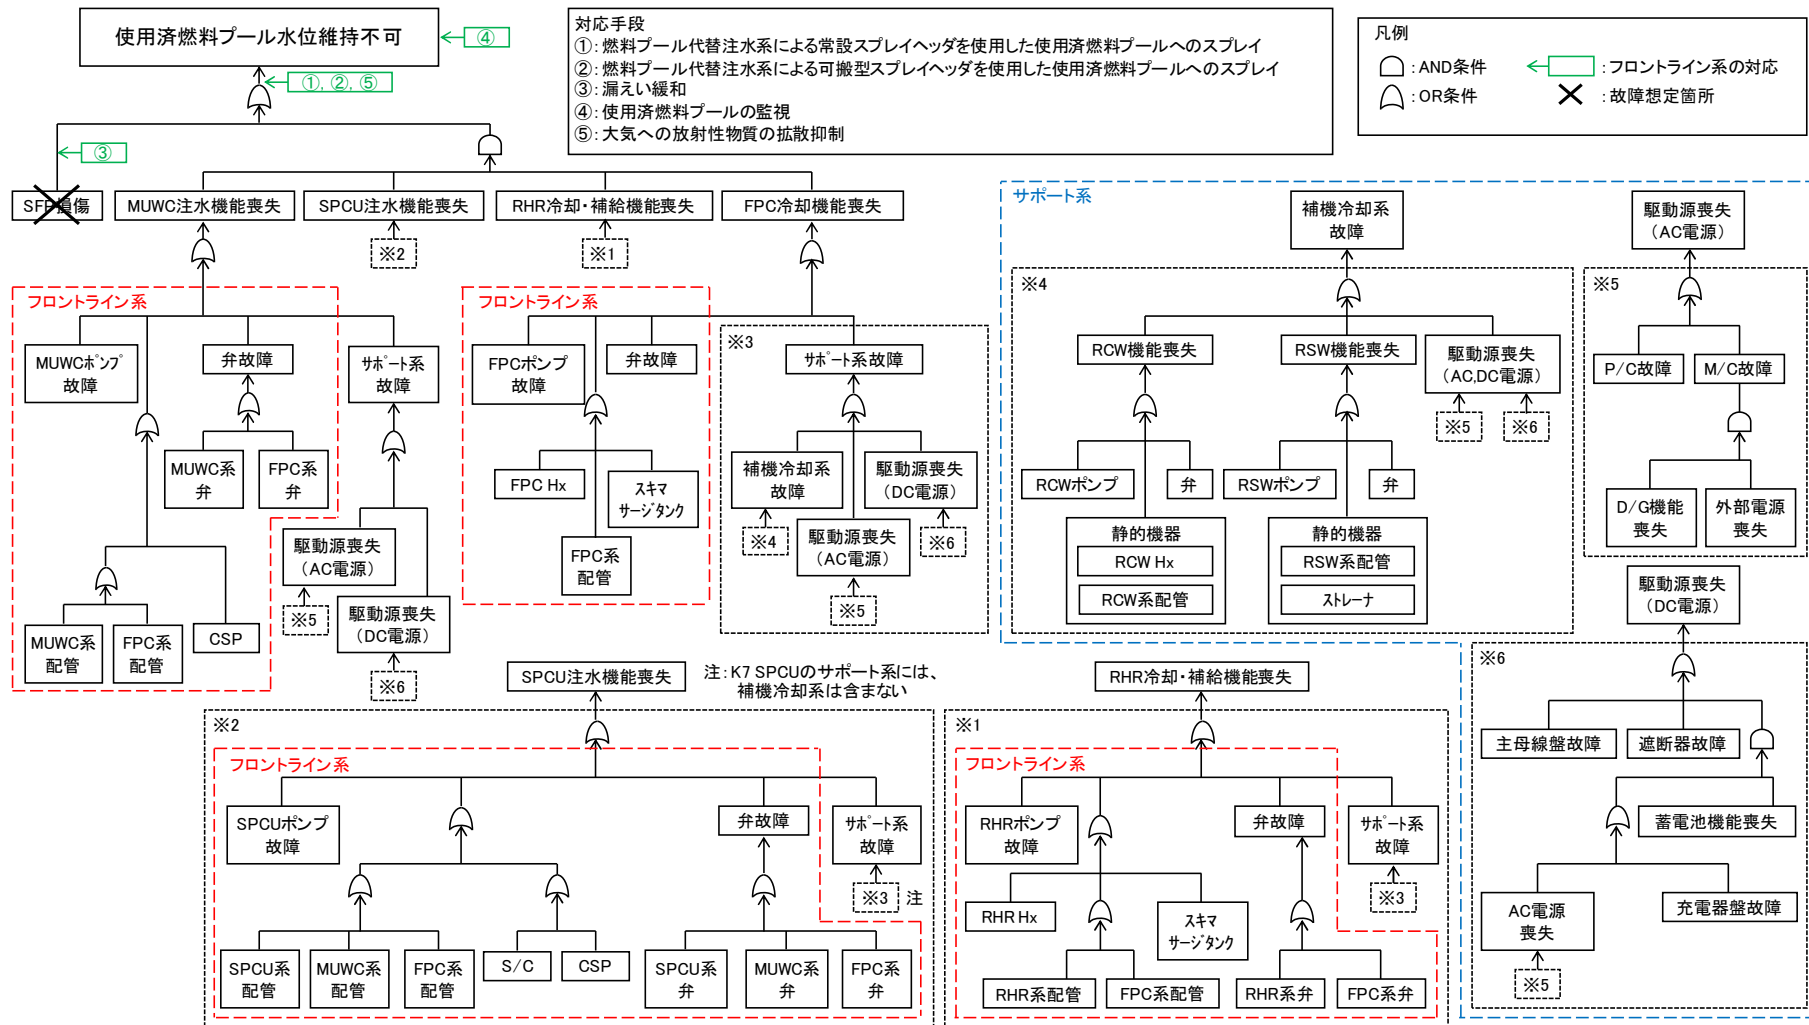 使用済燃料プール水位維持不可
④
①, ②, ⑤
③
対応手段
①：燃料プール代替注水系による常設スプレイヘッダを使用した使用済燃料プールへのスプレイ
②：燃料プール代替注水系による可搬型スプレイヘッダを使用した使用済燃料プールへのスプレイ
③：漏えい緩和
④：使用済燃料プールの監視
⑤：大気への放射性物質の拡散抑制
凡例
：AND条件
：フロントライン系の対応
：OR条件
：故障想定箇所
SFP損傷
MUWC注水機能喪失
SPCU注水機能喪失
RHR冷却・補給機能喪失
FPC冷却機能喪失
※2
※1
フロントライン系
MUWCポンプ
故障
弁故障
サポート系
故障
MUWC系
弁
FPC系
弁
駆動源喪失
（AC電源）
※5
駆動源喪失
（DC電源）
※6
MUWC系
配管
FPC系
配管
CSP
フロントライン系
FPCポンプ
故障
弁故障
FPC Hx
スキマ
サージタンク
FPC系
配管
※3
サポート系故障
補機冷却系
故障
※4
駆動源喪失
（DC電源）
※6
駆動源喪失
（AC電源）
※5
サポート系
補機冷却系
故障
※4
RCW機能喪失
RSW機能喪失
駆動源喪失
（AC,DC電源）
※5
※6
RCWポンプ
弁
RSWポンプ
弁
静的機器
RCW Hx
RCW系配管
静的機器
RSW系配管
ストレーナ
駆動源喪失
（AC電源）
※5
P/C故障
M/C故障
D/G機能
喪失
外部電源
喪失
駆動源喪失
（DC電源）
※6
主母線盤故障
遮断器故障
蓄電池機能喪失
AC電源
喪失
充電器盤故障
※5
SPCU注水機能喪失
注：K7 SPCUのサポート系には、
補機冷却系は含まない
※2
フロントライン系
SPCUポンプ
故障
弁故障
サポート系
故障
※3
注
SPCU系
配管
MUWC系
配管
FPC系
配管
S/C
CSP
SPCU系
弁
MUWC系
弁
FPC系
弁
RHR冷却・補給機能喪失
※1
フロントライン系
RHRポンプ
故障
弁故障
サポート系
故障
※3
RHR Hx
スキマ
サージタンク
RHR系配管
FPC系配管
RHR系弁
FPC系弁